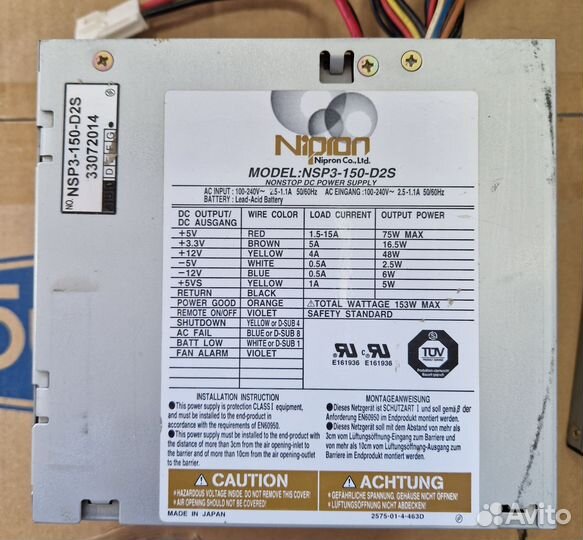 NO. NSP3-150-D2S
33072014
D E F G
Nipron
Nipron Co.,Ltd.
MODEL:NSP3-150-D2S
NONSTOP DC POWER SUPPLY
AC INPUT : 100-240V~ 2.5-1.1A 50/60Hz AC EINGANG : 100-240V~ 2.5-1.1A 50/60Hz
BATTERY : Lead-Acid Battery
DC OUTPUT/ DC AUSGANG WIRE COLOR LOAD CURRENT OUTPUT POWER
+5V RED 1.5-15A 75W MAX
+3.3V BROWN 5A 16.5W
+12V YELLOW 4A 48W
-5V WHITE 0.5A 2.5W
-12V BLUE 0.5A 6W
+5VS YELLOW 1A 5W
RETURN BLACK
POWER GOOD ORANGE ⚠TOTAL WATTAGE 153W MAX
REMOTE ON/OFF VIOLET SAFETY STANDARD
SHUTDOWN YELLOW or D-SUB 4
AC FAIL BLUE or D-SUB 8
BATT LOW WHITE or D-SUB 1
FAN ALARM VIOLET
E161936 E161936
TÜV
INSTALLATION INSTRUCTION
●This power supply is protection CLASS I equipment,
and must be installed to the end-product in
accordance with the requirements of EN60950.
●This power supply must be installed to the end-product with
the distance of more than 3cm from the opening air-inlet to
the barrier and more than 10cm from the opening air-outlet
to the barrier.
MONTAGEANWEISUNG
●Dieses Netzgerät ist SCHUTZART I und soll gemäβ der
Anforderung EN60950 im Endprodukt montiert werden.
●Dieses Netzgerät soll mit dem Abstand von mehr als
3cm vom Lüftungsöffnung-Eingang zum Barriere und
von mehr als 10cm vom Lüftungsöffnung-Ausgang zum
Barriere im Endprodukt montiert werden.
⚠ CAUTION
*HAZARDOUS VOLTAGE INSIDE. DO NOT REMOVE THIS COVER!
*AIR OPENING SHOULD NOT BE COVERED!
⚠ ACHTUNG
*GEFÄHRLICHE SPANNUNG. GEHÄUSE NICHT ÖFFNEN!
*LÜFTUNGSÖFFNUNGEN NICHT ABDECKEN!
MADE IN JAPAN 2575-01-4-463D
Avito